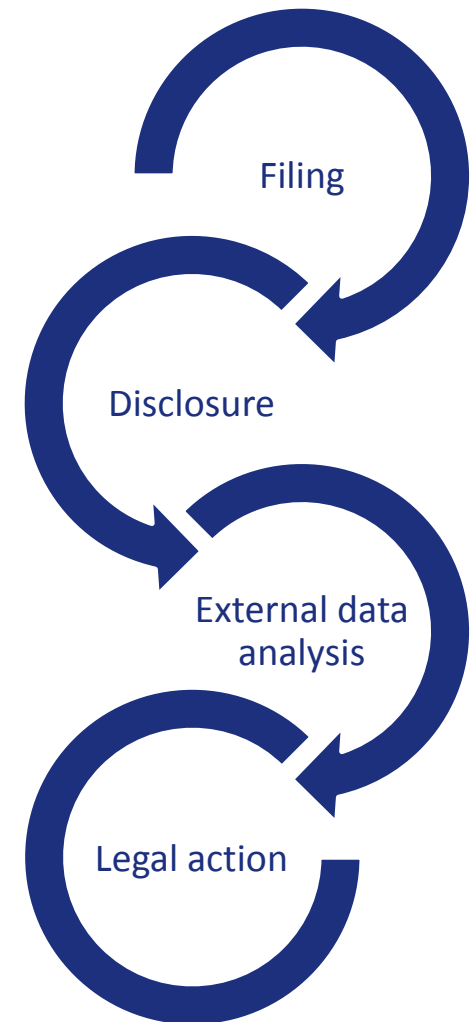 Filing
Disclosure
External data
analysis
Legal action